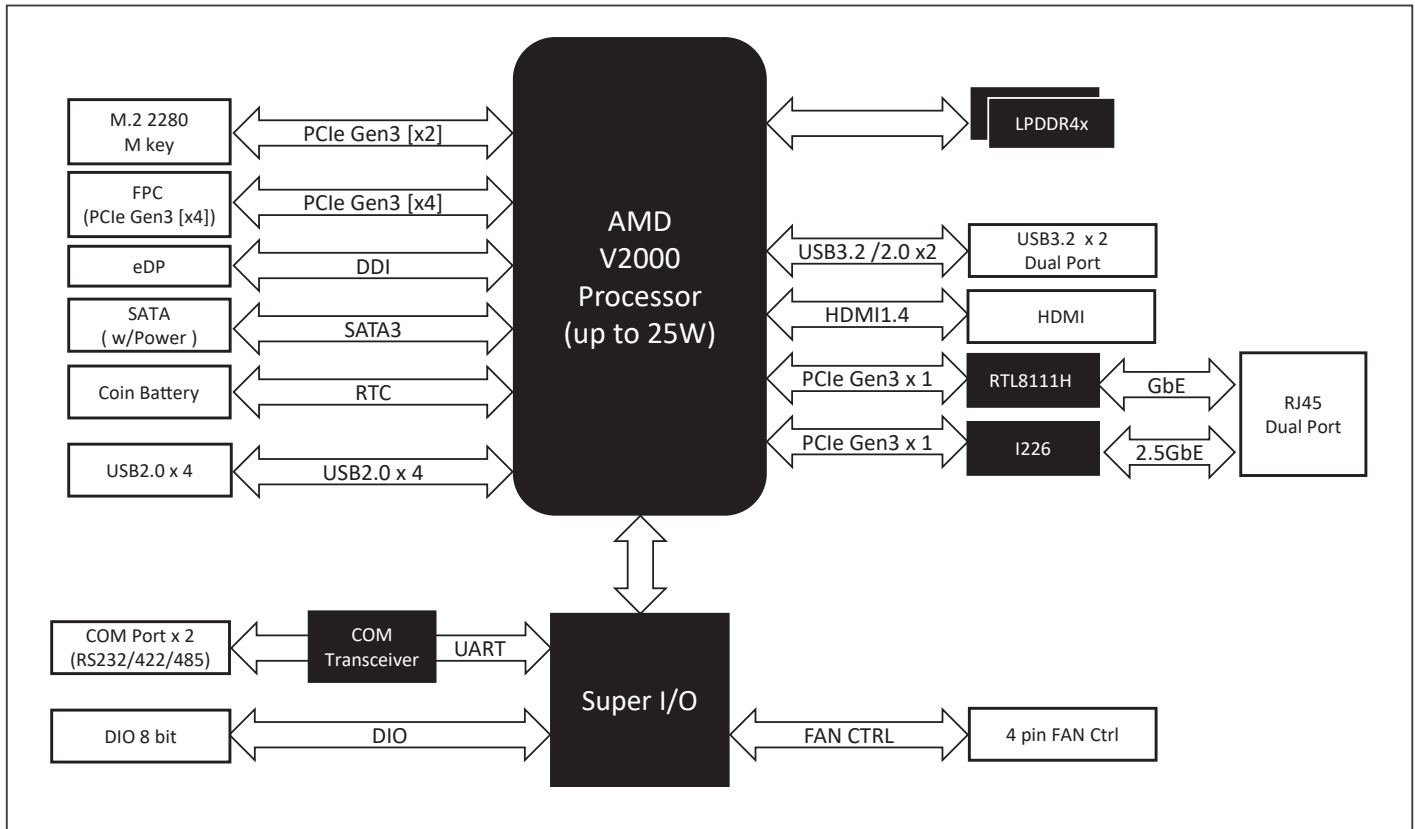 M.2 2280
M key
PCIe Gen3 [x2]
FPC
(PCIe Gen3 [x4])
PCIe Gen3 [x4]
eDP
DDI
SATA
( w/Power )
SATA3
Coin Battery
RTC
USB2.0 x 4
USB2.0 x 4
AMD
V2000
Processor
(up to 25W)
LPDDR4x
USB3.2 /2.0 x2
USB3.2 x 2
Dual Port
HDMI1.4
HDMI
PCIe Gen3 x 1
RTL8111H
GbE
PCIe Gen3 x 1
I226
2.5GbE
RJ45
Dual Port
COM Port x 2
(RS232/422/485)
COM
Transceiver
UART
Super I/O
DIO 8 bit
DIO
FAN CTRL
4 pin FAN Ctrl